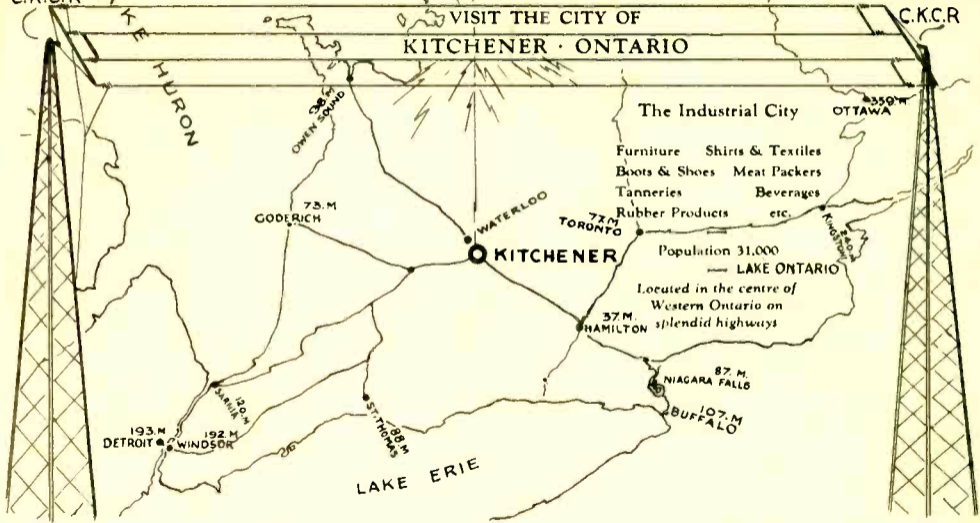 C.K.C.R
C.K.C.R
VISIT THE CITY OF
KITCHENER · ONTARIO
KE HURON
98.M
OWEN SOUND
The Industrial City
359.M
OTTAWA
Furniture Shirts & Textiles
Boots & Shoes Meat Packers
Tanneries Beverages
Rubber Products etc.
73.M
GODERICH
WATERLOO
KITCHENER
77.M
TORONTO
KINGSTON
240.M
Population 31,000
LAKE ONTARIO
Located in the centre of
Western Ontario on
splendid highways
37.M.
HAMILTON
87.M.
NIAGARA FALLS
107.M
BUFFALO
SARNIA
120.M
193.M
DETROIT
192.M
WINDSOR
ST. THOMAS
88.M
LAKE ERIE